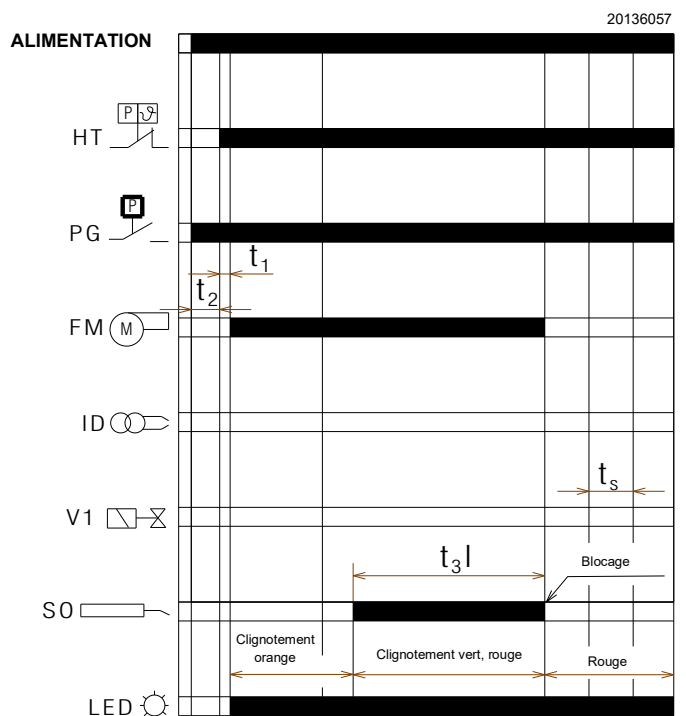 20136057
ALIMENTATION
P ϑ
HT
P
PG
t1
t2
FM M
ID
ts
V1
t3l
Blocage
SO
Clignotement orange
Clignotement vert, rouge
Rouge
LED